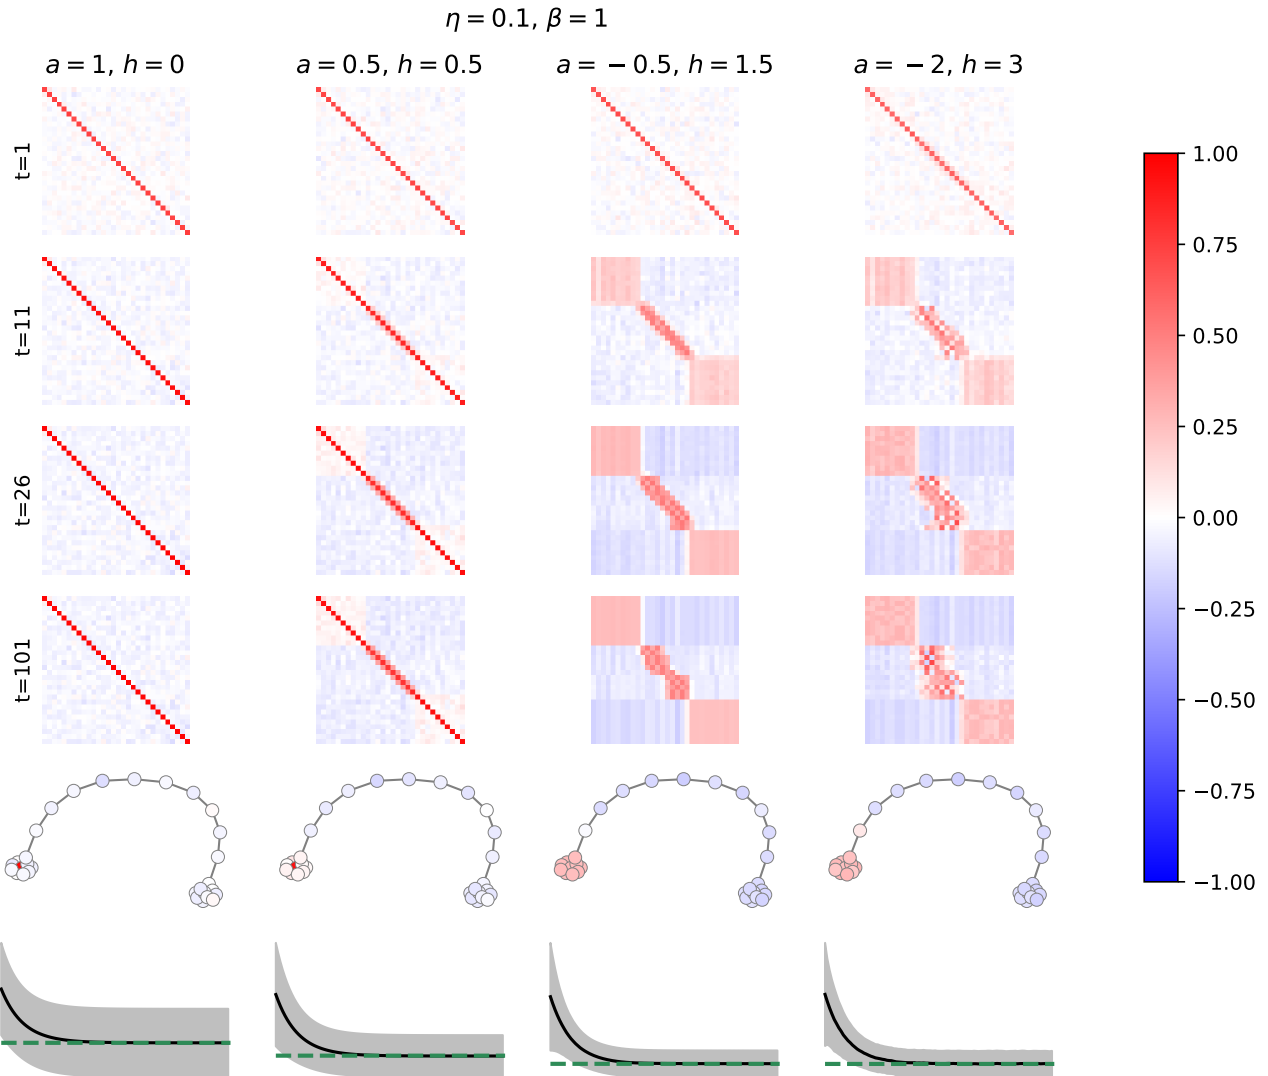 η = 0.1, β = 1
a = 1, h = 0
a = 0.5, h = 0.5
a = − 0.5, h = 1.5
a = − 2, h = 3
t=1
t=11
t=26
t=101
1.00
0.75
0.50
0.25
0.00
−0.25
−0.50
−0.75
−1.00